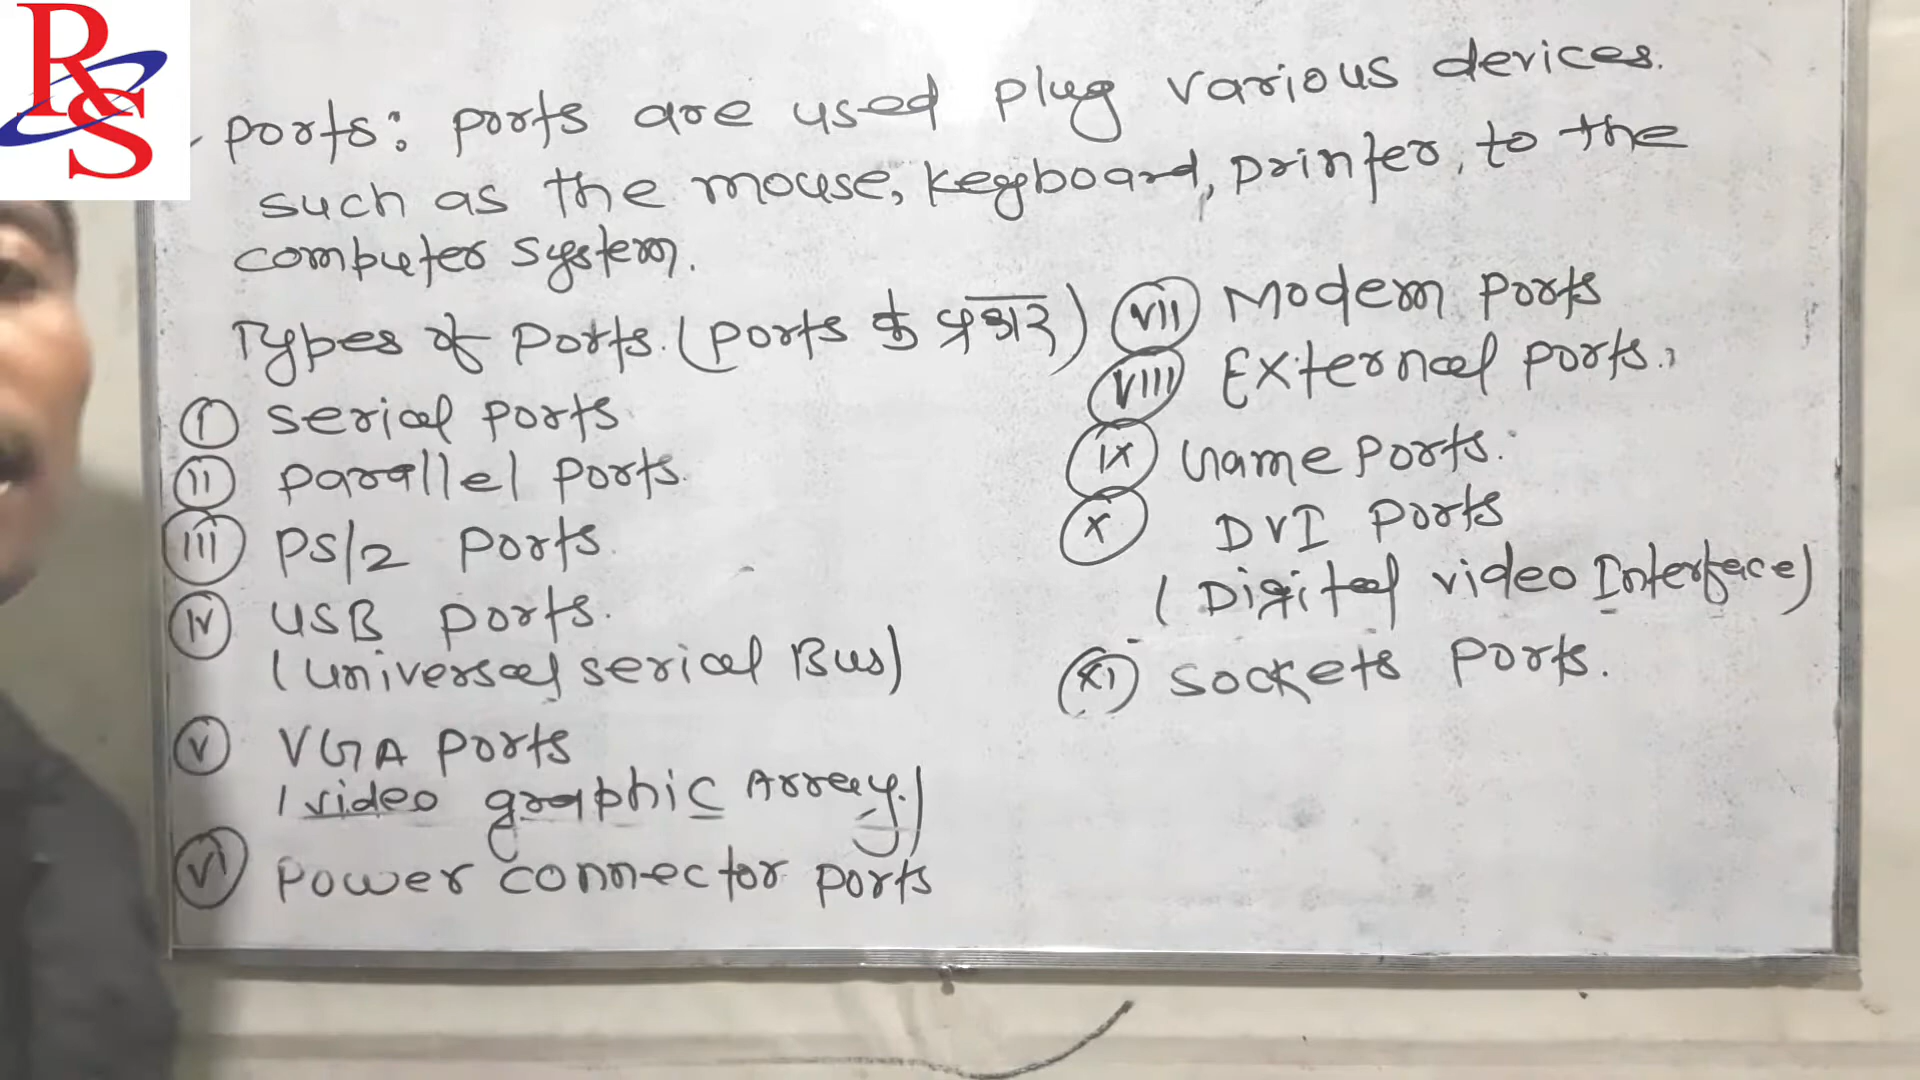 RS
Ports: Ports are used plug various devices.
such as the mouse, keyboard, printer, to the
computer system.
Types of Ports. (Ports के प्रकार)
I serial ports
II parallel ports.
III PS/2 ports
IV USB ports.
(universal serial Bus)
V VGA ports
(video graphic Array.)
VI Power connector ports
VII Modem ports
VIII External ports.
IX Game ports.
X DVI ports
(Digital video Interface)
XI Sockets ports.